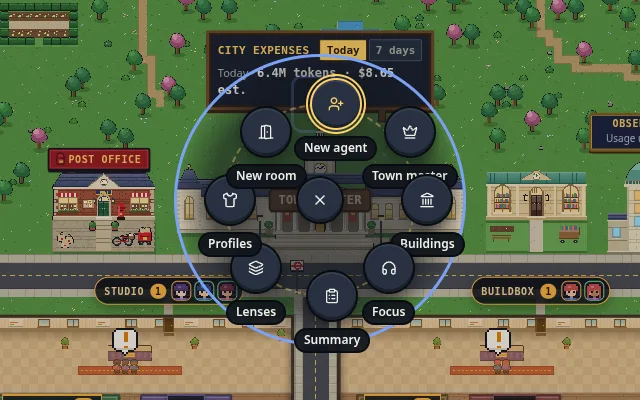 CITY EXPENSES Today 7 days
Today 6.4M tokens · $8.65
est.
New agent
New room
Town master
POST OFFICE
OBSE
Usage
Profiles
Buildings
STUDIO 1
BUILDBOX 1
Lenses
Focus
Summary